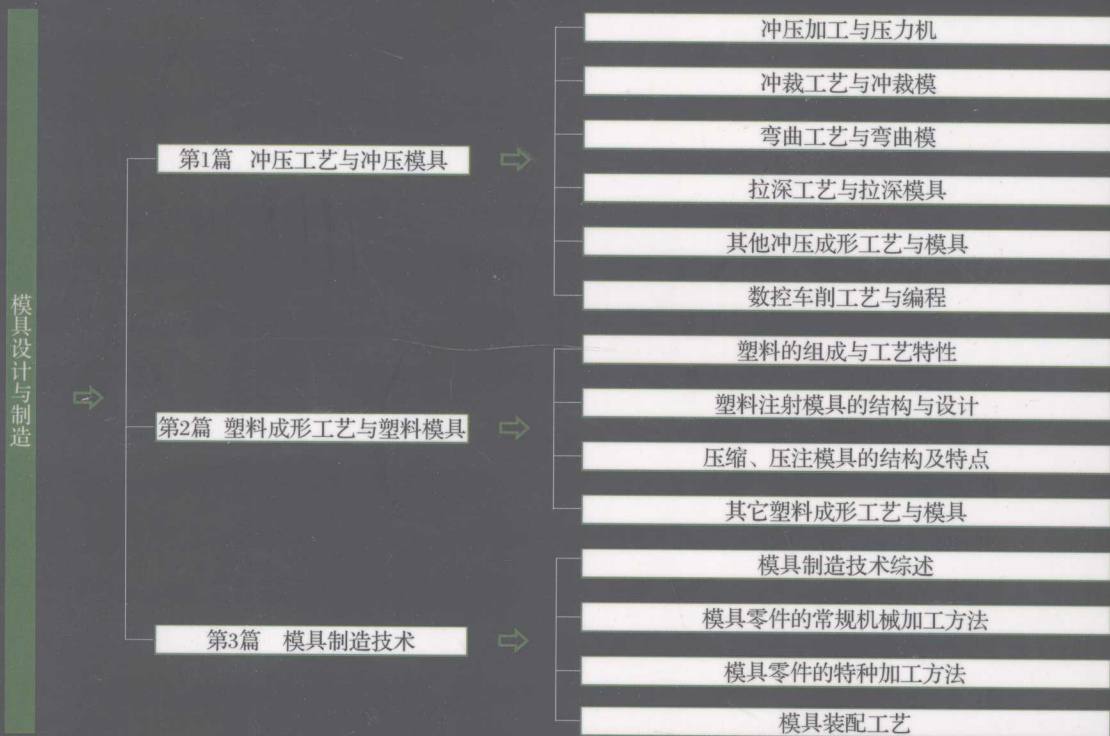 模具设计与制造
第1篇 冲压工艺与冲压模具
冲压加工与压力机
冲裁工艺与冲裁模
弯曲工艺与弯曲模
拉深工艺与拉深模具
其他冲压成形工艺与模具
数控车削工艺与编程
第2篇 塑料成形工艺与塑料模具
塑料的组成与工艺特性
塑料注射模具的结构与设计
压缩、压注模具的结构及特点
其它塑料成形工艺与模具
第3篇 模具制造技术
模具制造技术综述
模具零件的常规机械加工方法
模具零件的特种加工方法
模具装配工艺